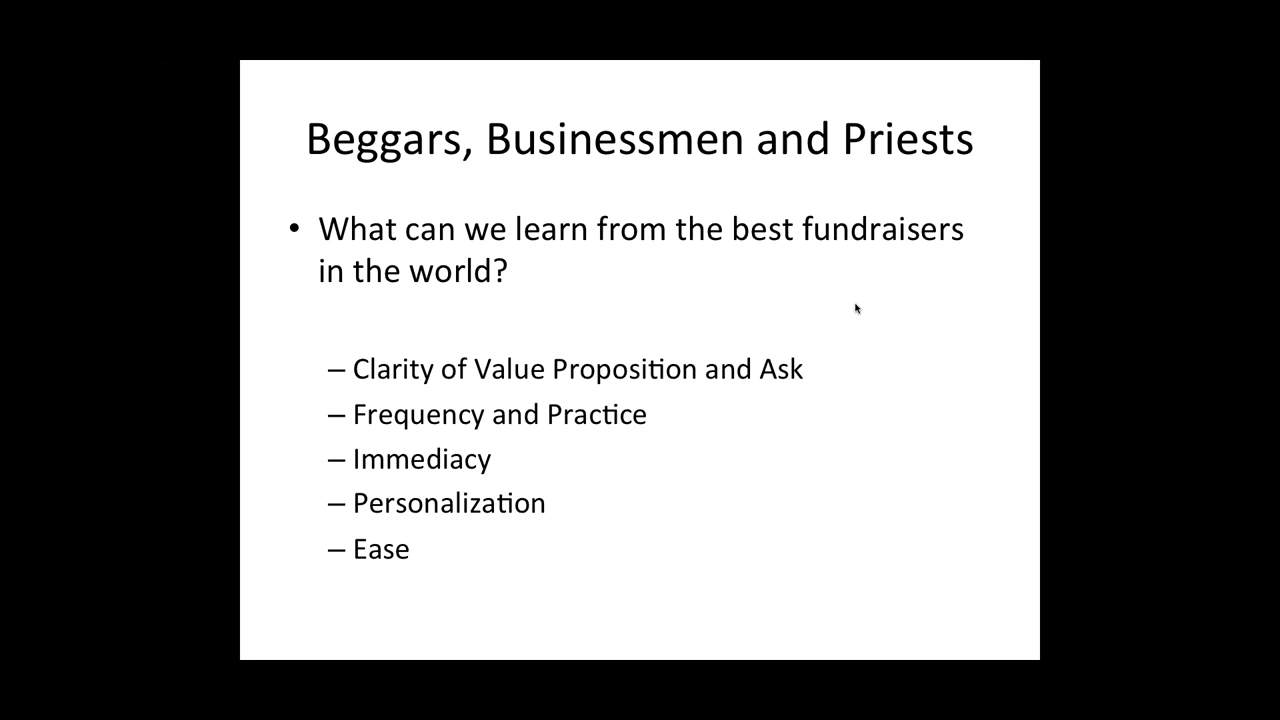 Beggars, Businessmen and Priests
• What can we learn from the best fundraisers
in the world?
– Clarity of Value Proposition and Ask
– Frequency and Practice
– Immediacy
– Personalization
– Ease